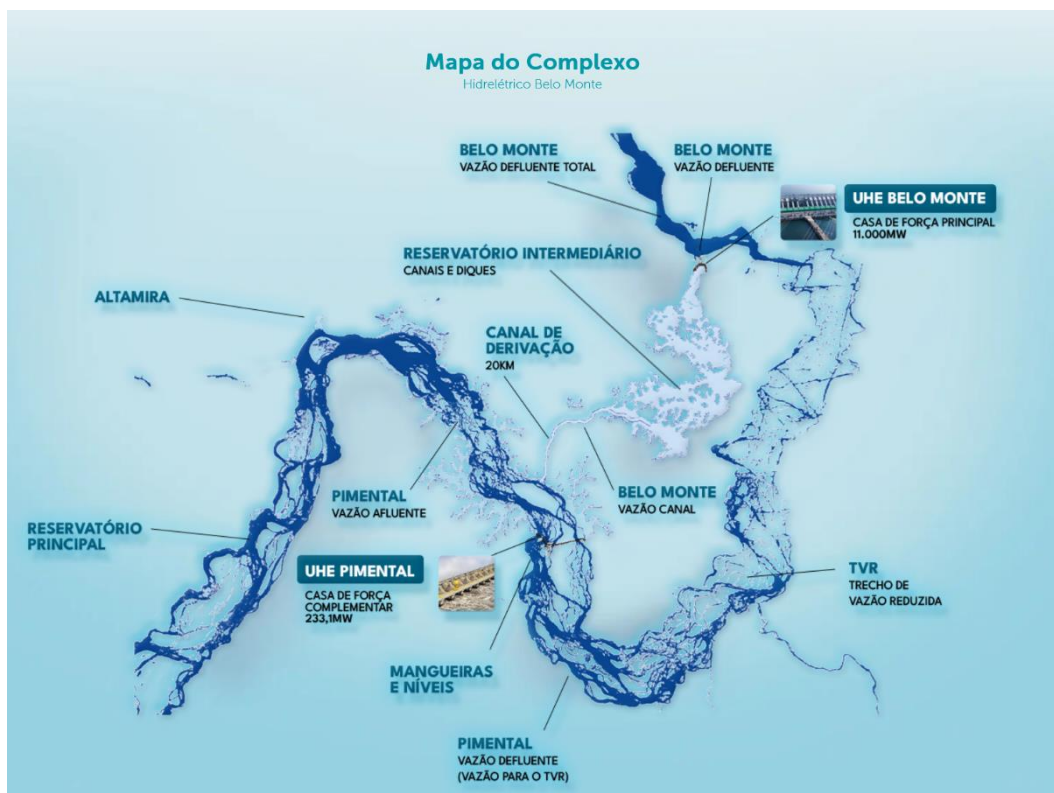 Mapa do Complexo
Hidrelétrico Belo Monte
BELO MONTE
VAZÃO DEFLUENTE TOTAL
BELO MONTE
VAZÃO DEFLUENTE
UHE BELO MONTE
CASA DE FORÇA PRINCIPAL
11.000MW
RESERVATÓRIO INTERMEDIÁRIO
CANAIS E DIQUES
ALTAMIRA
CANAL DE
DERIVAÇÃO
20KM
PIMENTAL
VAZÃO AFLUENTE
BELO MONTE
VAZÃO CANAL
RESERVATÓRIO
PRINCIPAL
UHE PIMENTAL
CASA DE FORÇA
COMPLEMENTAR
233,1MW
TVR
TRECHO DE
VAZÃO REDUZIDA
MANGUEIRAS
E NÍVEIS
PIMENTAL
VAZÃO DEFLUENTE
(VAZÃO PARA O TVR)